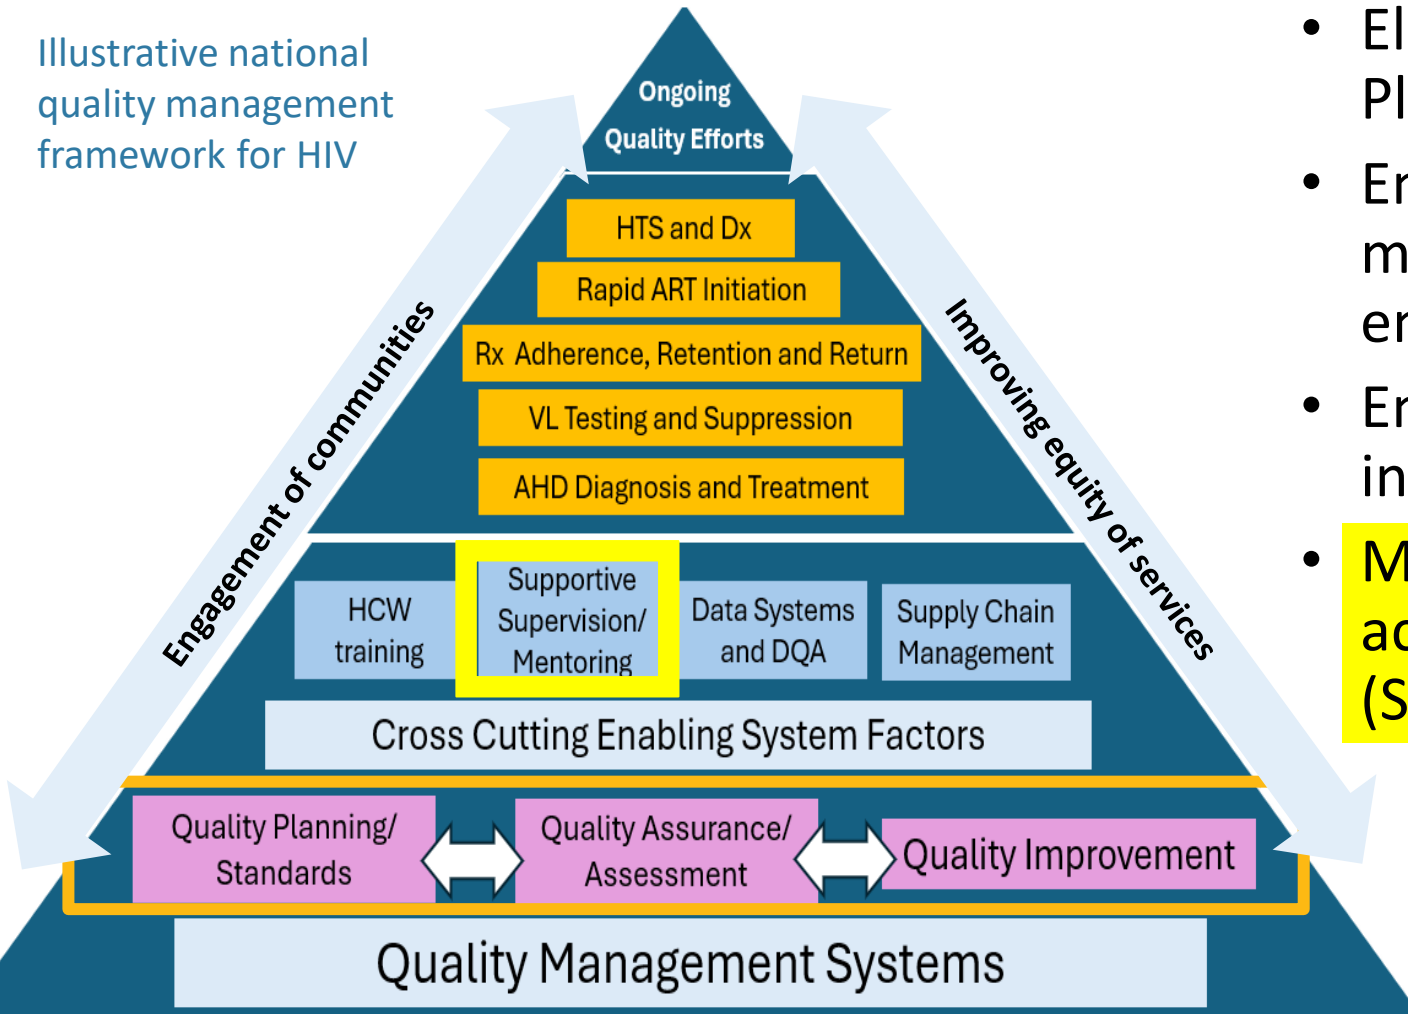 Illustrative national
quality management
framework for HIV
Ongoing
Quality Efforts
HTS and Dx
Rapid ART Initiation
Rx Adherence, Retention and Return
VL Testing and Suppression
AHD Diagnosis and Treatment
Engagement of communities
Improving equity of services
HCW
training
Supportive
Supervision/
Mentoring
Data Systems
and DQA
Supply Chain
Management
Cross Cutting Enabling System Factors
Quality Planning/
Standards
Quality Assurance/
Assessment
Quality Improvement
Quality Management Systems